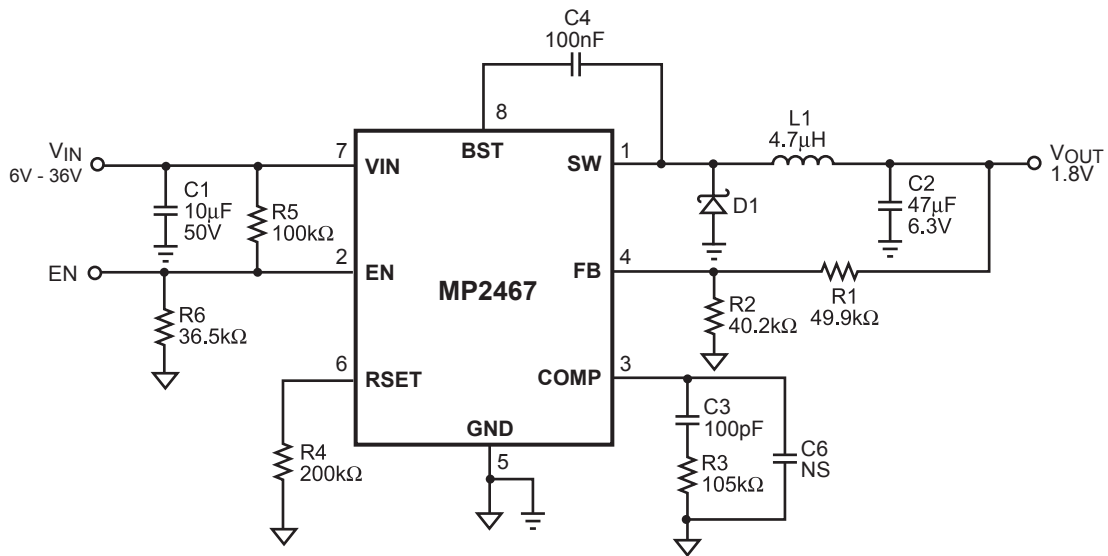 C4
100nF
8
VIN
6V - 36V
7
VIN
BST
SW
1
L1
4.7μH
VOUT
1.8V
C1
10μF
50V
R5
100kΩ
D1
C2
47μF
6.3V
EN
2
EN
FB
4
MP2467
R6
36.5kΩ
R2
40.2kΩ
R1
49.9kΩ
6
RSET
COMP
3
C3
100pF
GND
5
R4
200kΩ
R3
105kΩ
C6
NS